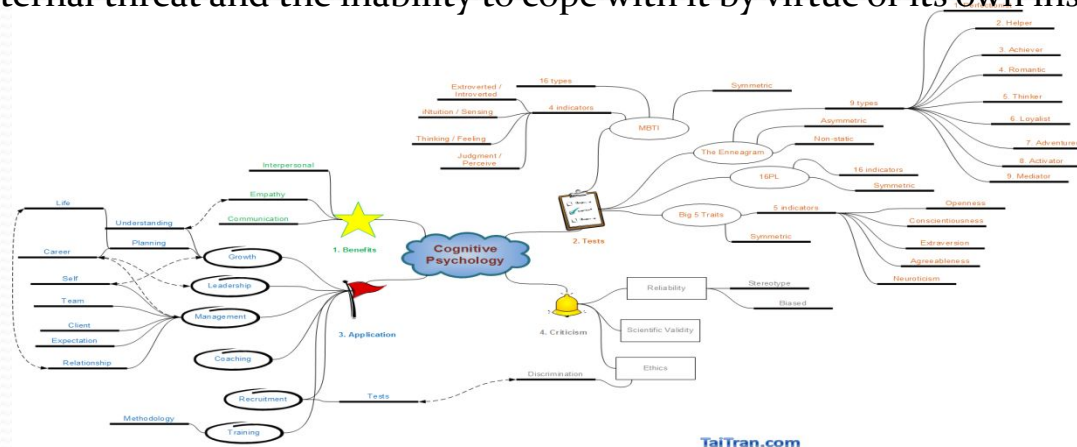 ternal threat and the inability to cope with it by virtue of its own ins
2. Helper
3. Achiever
4. Romantic
5. Thinker
6. Loyalist
7. Adventurer
8. Activator
9. Mediator
9 types
Asymmetric
Non-static
The Enneagram
Symmetric
MBTI
16 types
4 indicators
Extroverted /
Introverted
/ Sensing
Thinking / Feeling
Judgment /
Perceive
16PL
16 indicators
Symmetric
Big 5 Traits
5 indicators
Symmetric
Openness
Conscientiousness
Extraversion
Agreeableness
Neuroticism
2. Tests
Cognitive
Psychology
1. Benefits
Interpersonal
Empathy
Communication
3. Application
Growth
Leadership
Management
Coaching
Recruitment
Training
Understanding
Planning
Life
Career
Self
Team
Client
Expectation
Relationship
Tests
Methodology
4. Criticism
Reliability
Stereotype
Biased
Scientific Validity
Ethics
Discrimination
TaiTran.com